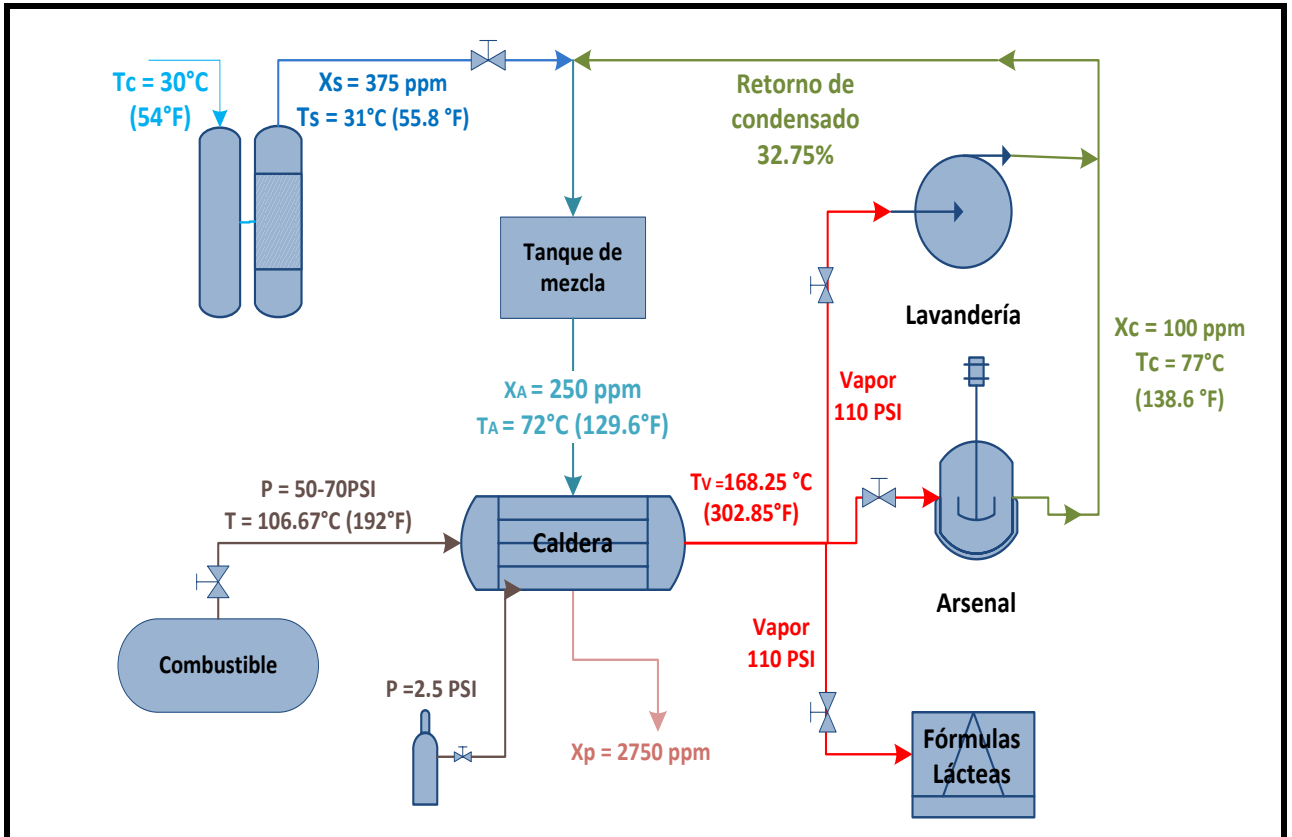 Tc = 30°C
(54°F)
Xs = 375 ppm
Ts = 31°C (55.8 °F)
Retorno de
condensado
32.75%
Tanque de
mezcla
Lavandería
Xc = 100 ppm
Tc = 77°C
(138.6 °F)
XA = 250 ppm
TA = 72°C (129.6°F)
Vapor
110 PSI
P = 50-70PSI
T = 106.67°C (192°F)
Tv =168.25 °C
(302.85°F)
Caldera
Arsenal
Combustible
Vapor
110 PSI
P =2.5 PSI
Xp = 2750 ppm
Fórmulas
Lácteas